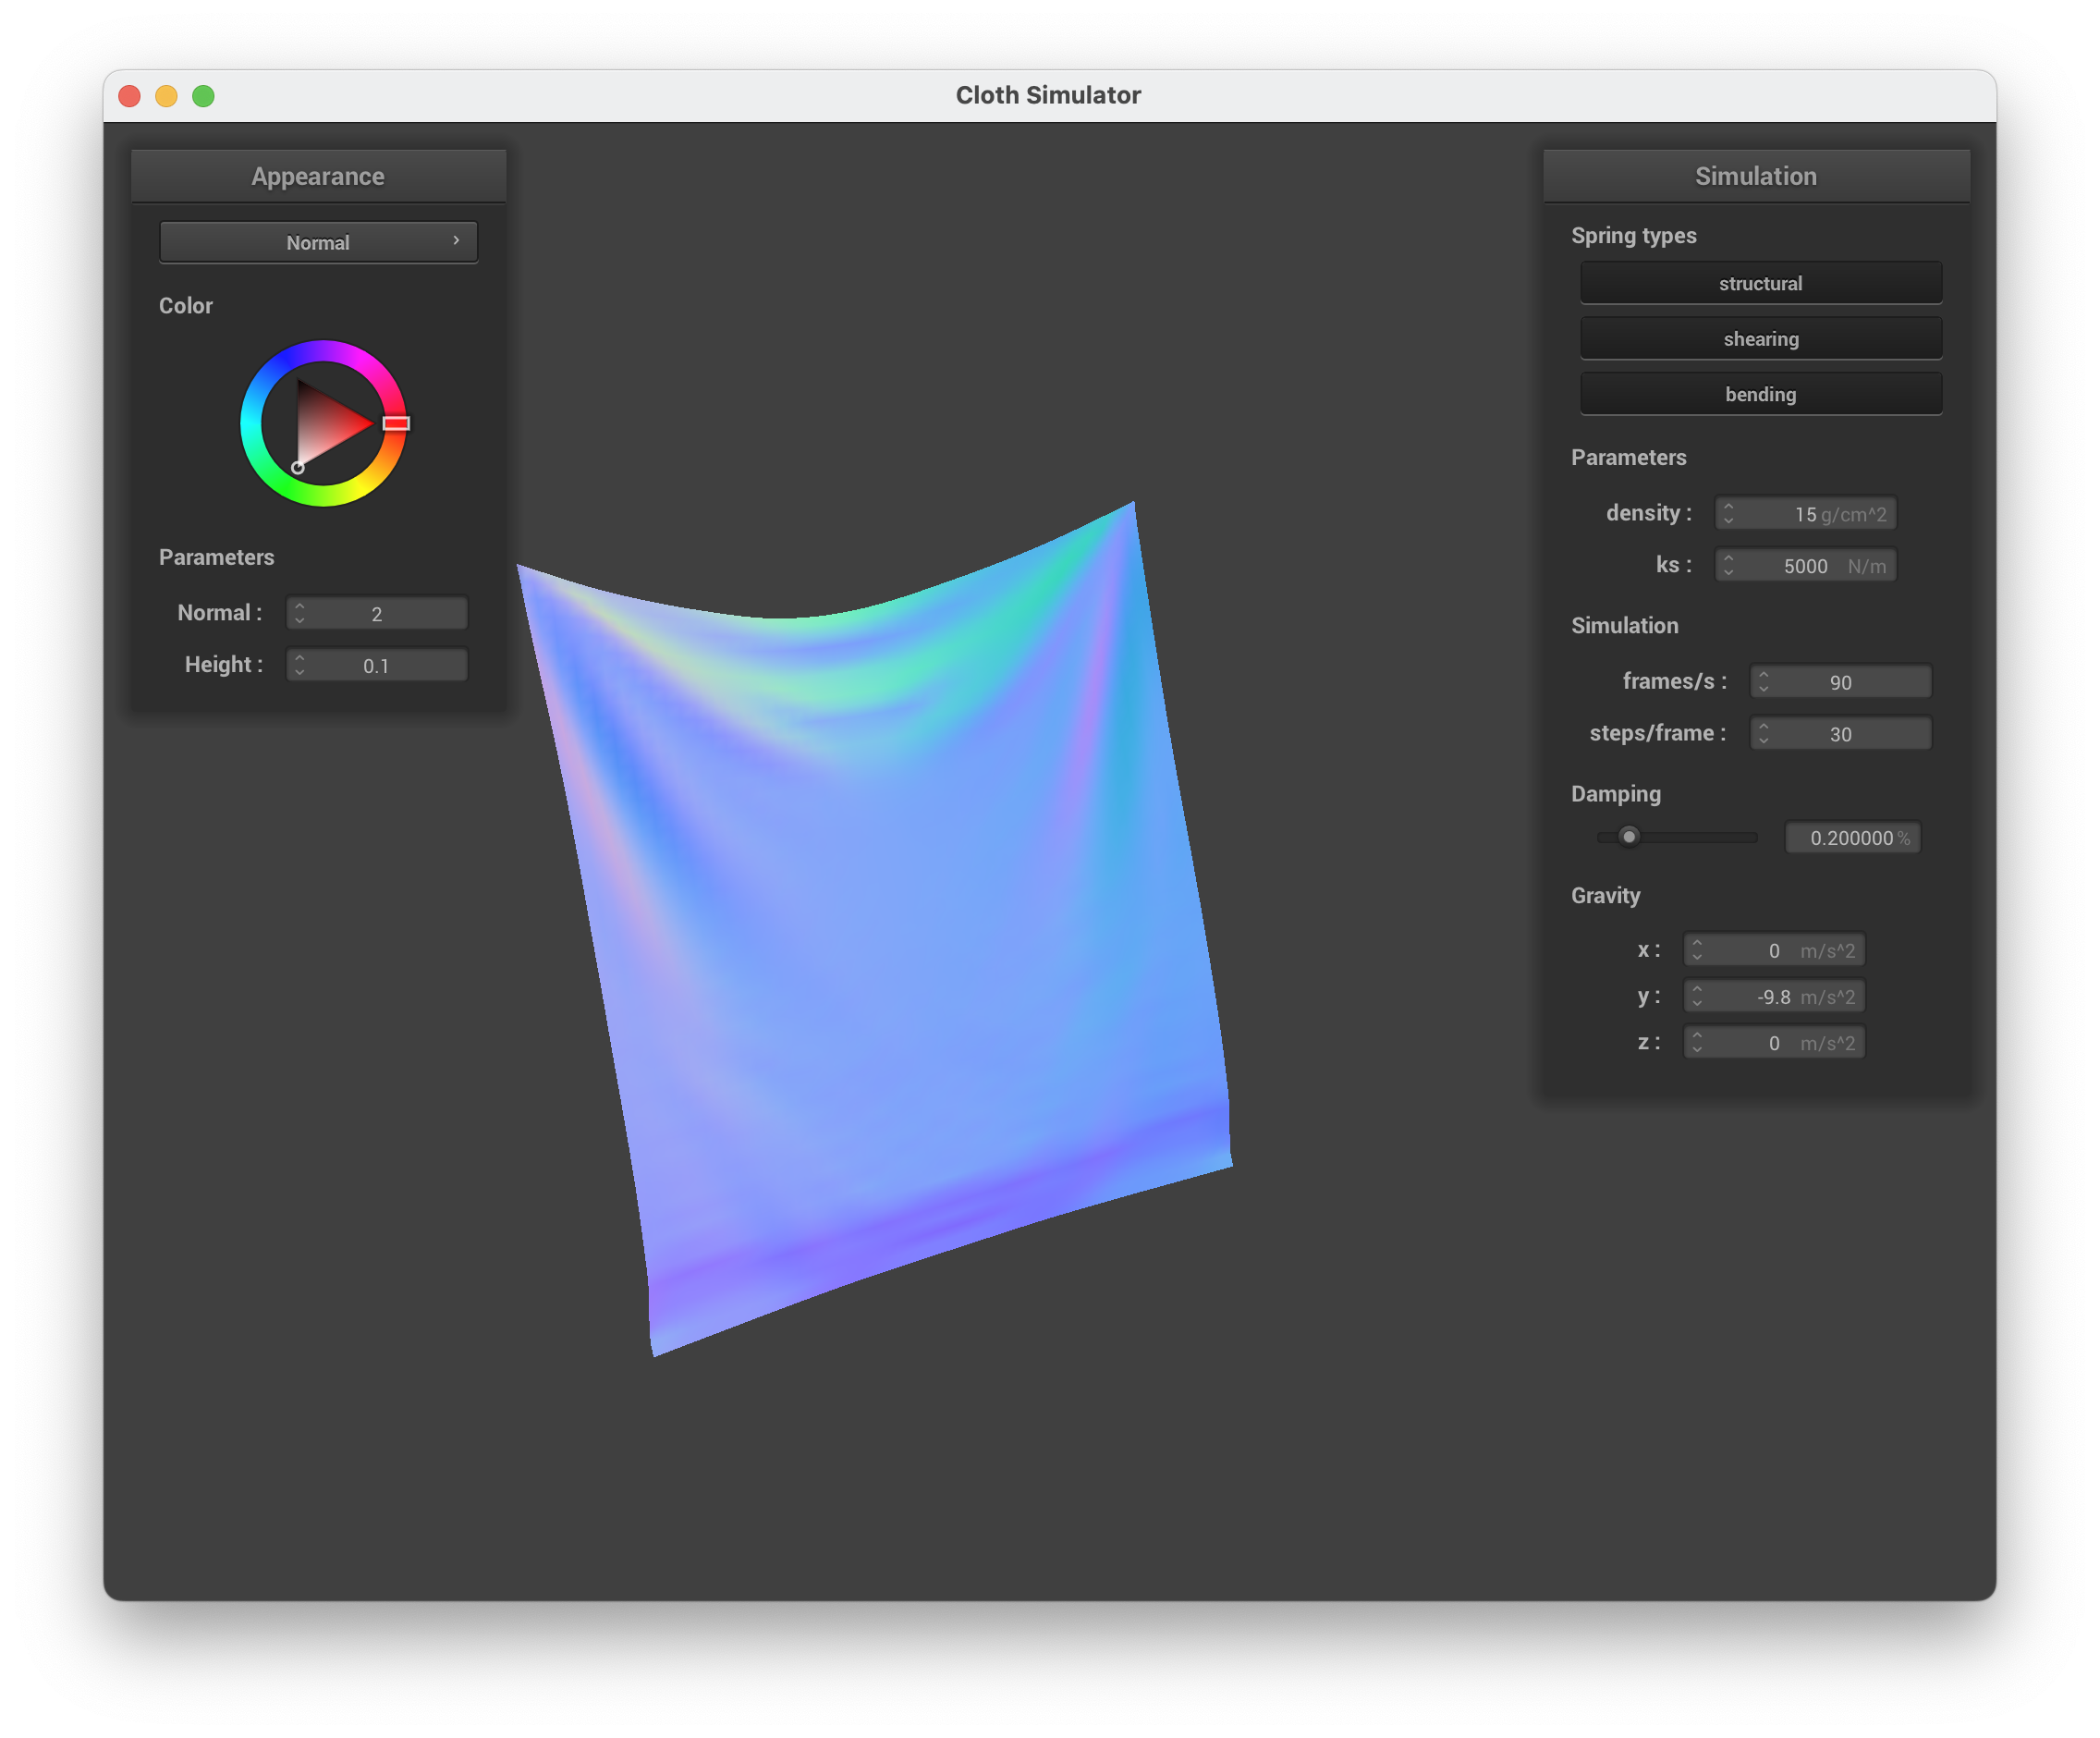 Cloth Simulator
Appearance
Normal
Color
Parameters
Normal : 2
Height : 0.1
Simulation
Spring types
structural
shearing
bending
Parameters
density : 15 g/cm^2
ks : 5000 N/m
Simulation
frames/s : 90
steps/frame : 30
Damping
0.200000 %
Gravity
x : 0 m/s^2
y : -9.8 m/s^2
z : 0 m/s^2